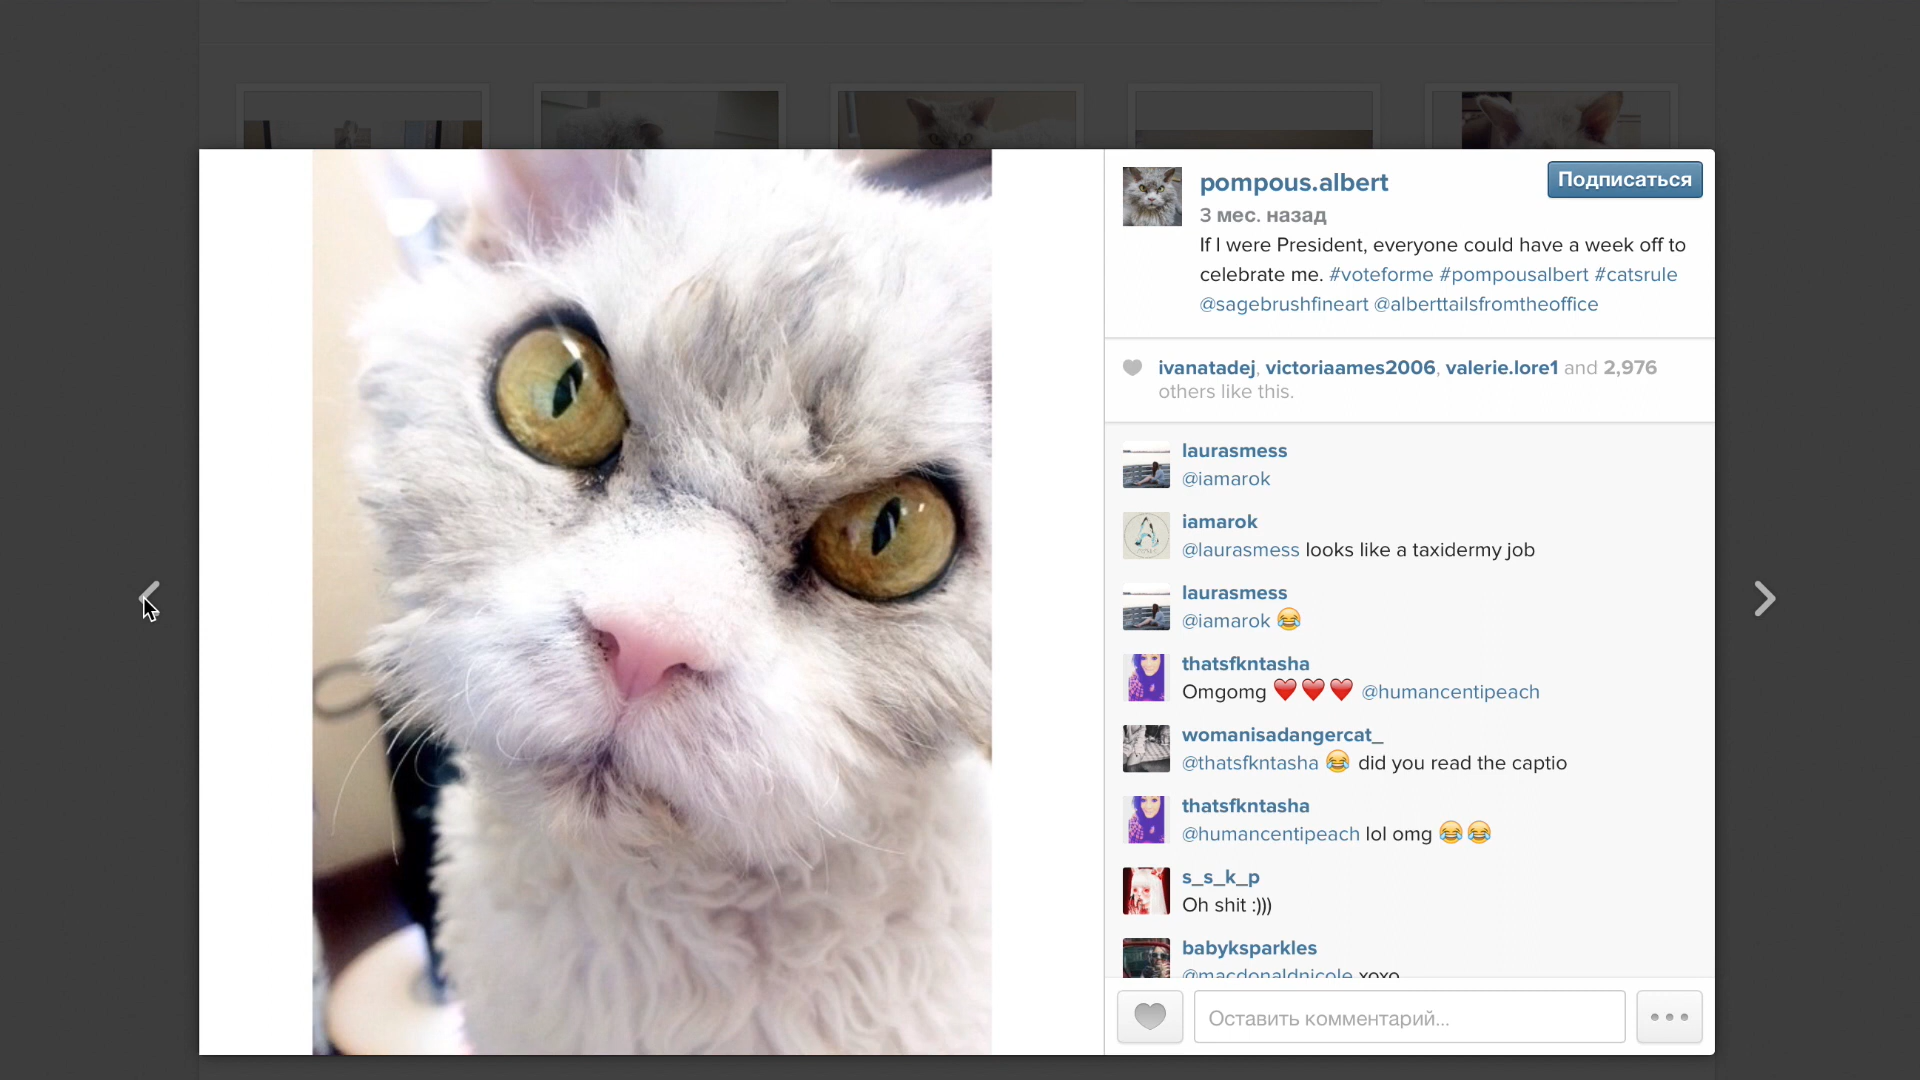 pompous.albert
Подписаться
3 мес. назад
If I were President, everyone could have a week off to
celebrate me. #voteforme #pompousalbert #catsrule
@sagebrushfineart @alberttailsfromtheoffice
ivanatadej, victoriaames2006, valerie.lore1 and 2,976
others like this.
laurasmess
@iamarok
iamarok
@laurasmess looks like a taxidermy job
laurasmess
@iamarok 😂
thatsfkntasha
Omgomg ❤️❤️❤️ @humancentipeach
womanisadangercat_
@thatsfkntasha 😂 did you read the captio
thatsfkntasha
@humancentipeach lol omg 😂😂
s_s_k_p
Oh shit :)))
babyksparkles
@macdonaldnicole xoxo
Оставить комментарий...